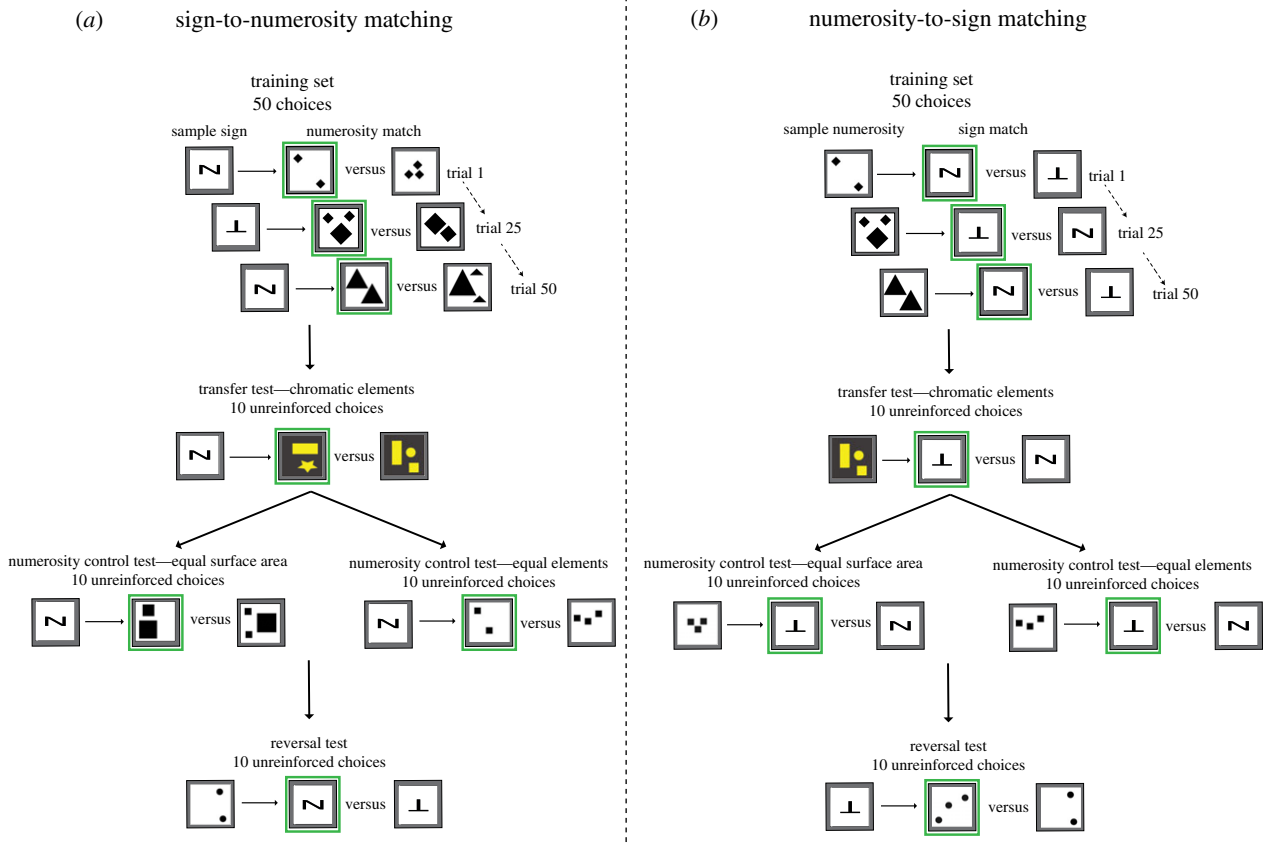 (a) sign-to-numerosity matching
training set
50 choices
sample sign numerosity match
versus trial 1
versus trial 25
versus trial 50
transfer test—chromatic elements
10 unreinforced choices
versus
numerosity control test—equal surface area
10 unreinforced choices
versus
numerosity control test—equal elements
10 unreinforced choices
versus
reversal test
10 unreinforced choices
versus
(b) numerosity-to-sign matching
training set
50 choices
sample numerosity sign match
versus trial 1
versus trial 25
versus trial 50
transfer test—chromatic elements
10 unreinforced choices
versus
numerosity control test—equal surface area
10 unreinforced choices
versus
numerosity control test—equal elements
10 unreinforced choices
versus
reversal test
10 unreinforced choices
versus